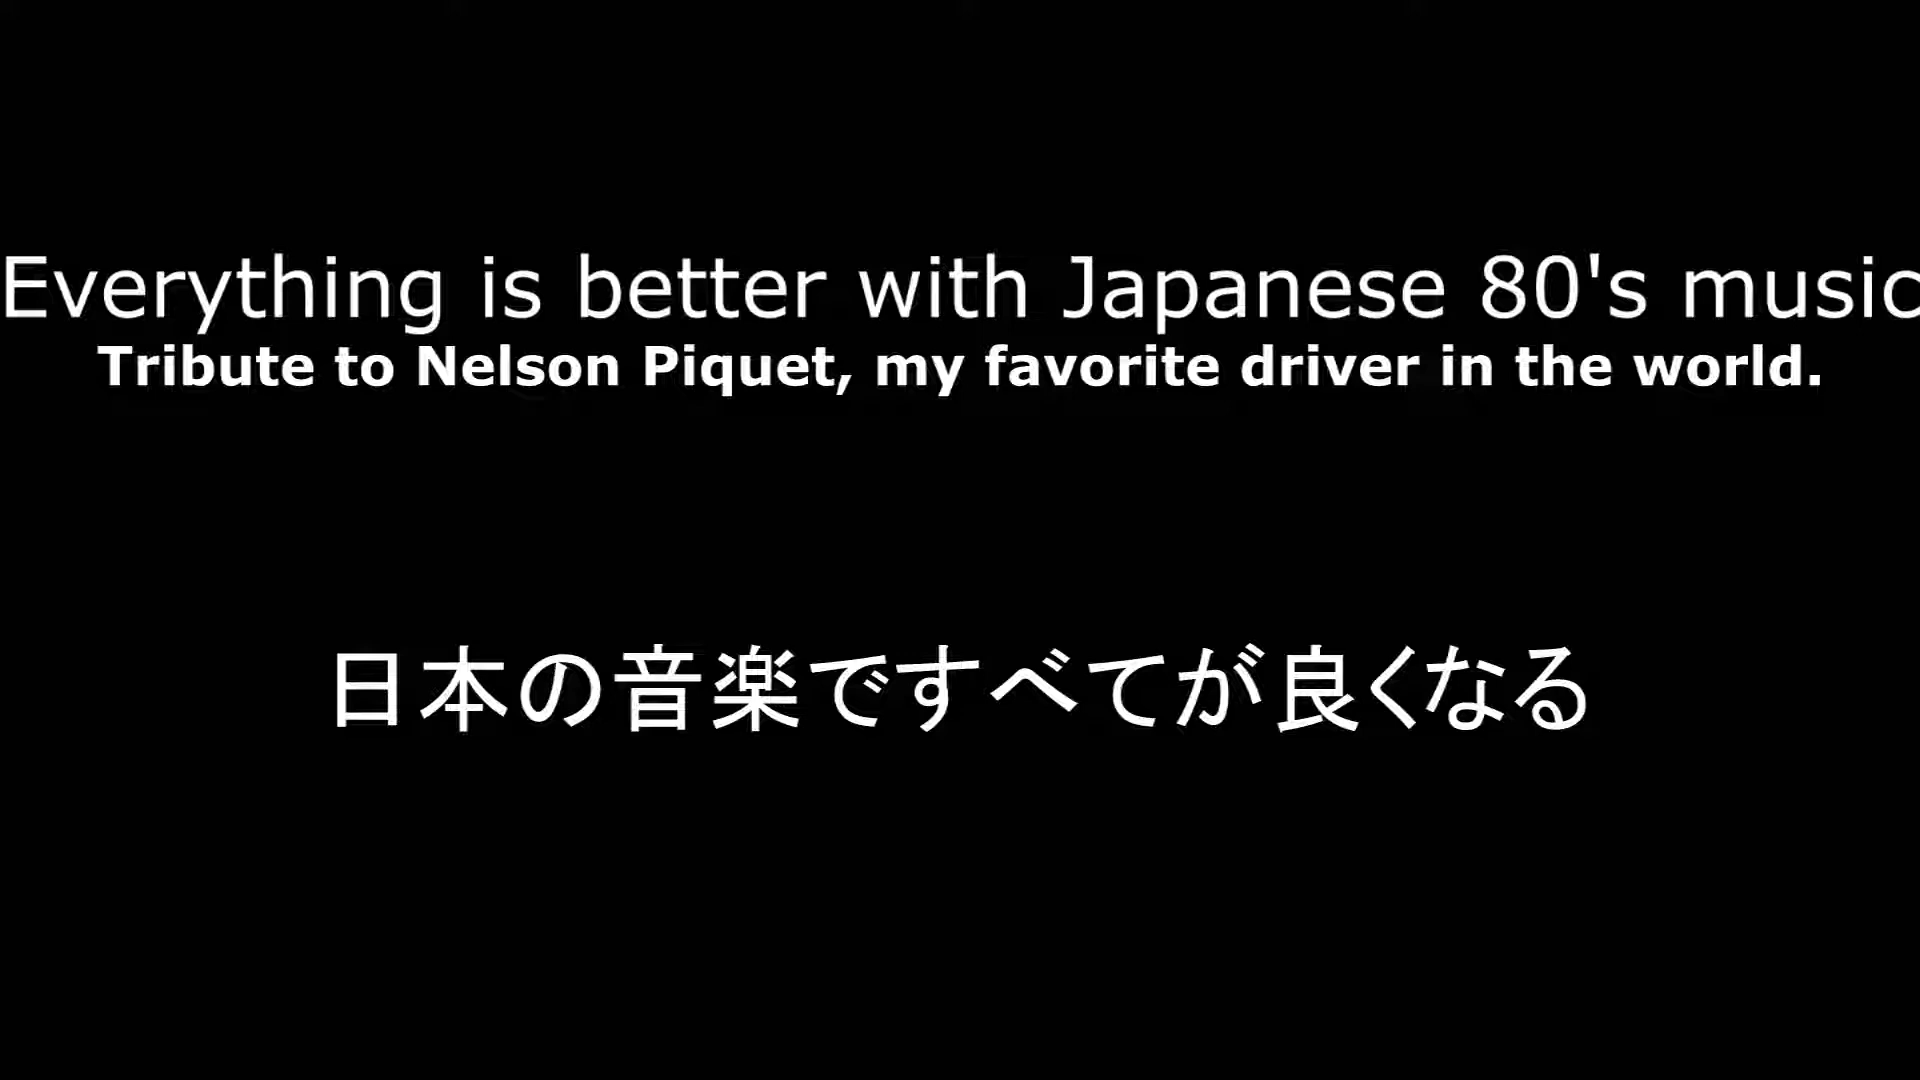 Everything is better with Japanese 80's music
Tribute to Nelson Piquet, my favorite driver in the world.
日本の音楽ですべてが良くなる